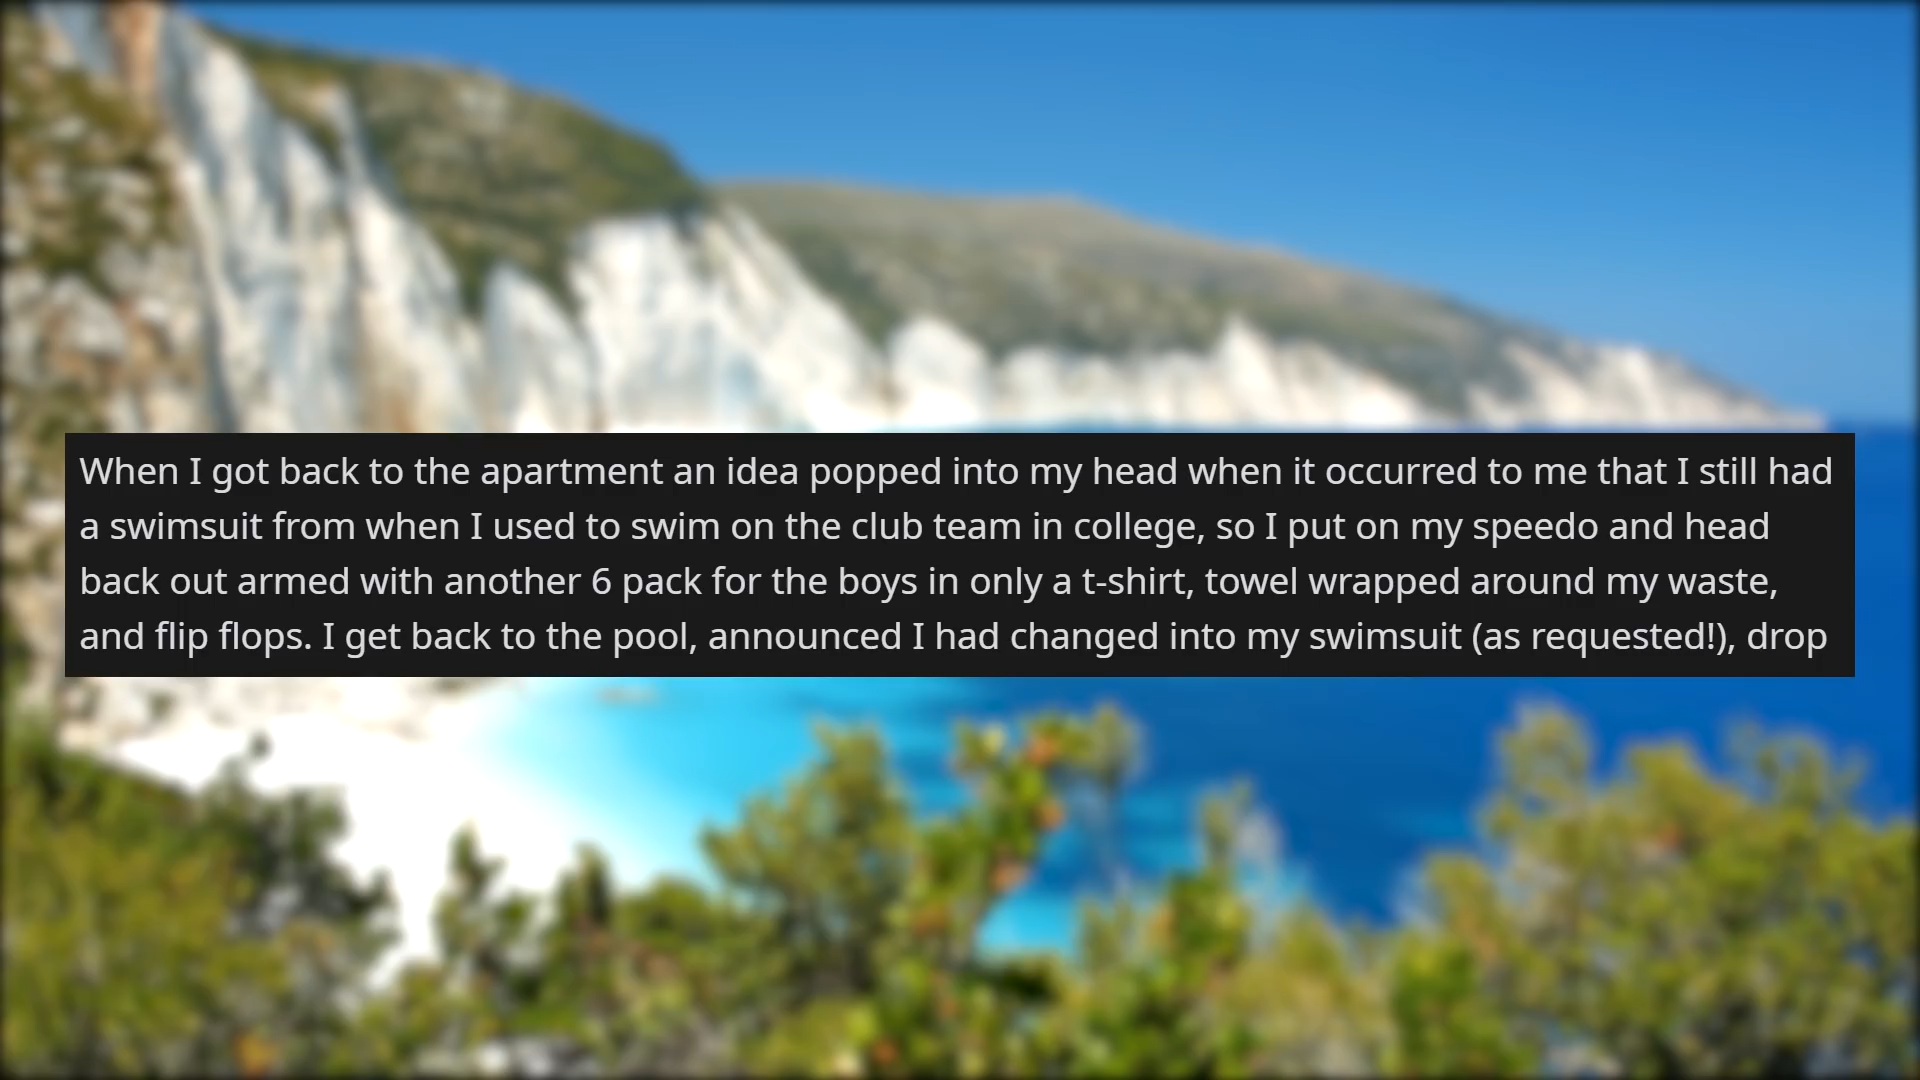 When I got back to the apartment an idea popped into my head when it occurred to me that I still had
a swimsuit from when I used to swim on the club team in college, so I put on my speedo and head
back out armed with another 6 pack for the boys in only a t-shirt, towel wrapped around my waste,
and flip flops. I get back to the pool, announced I had changed into my swimsuit (as requested!), drop